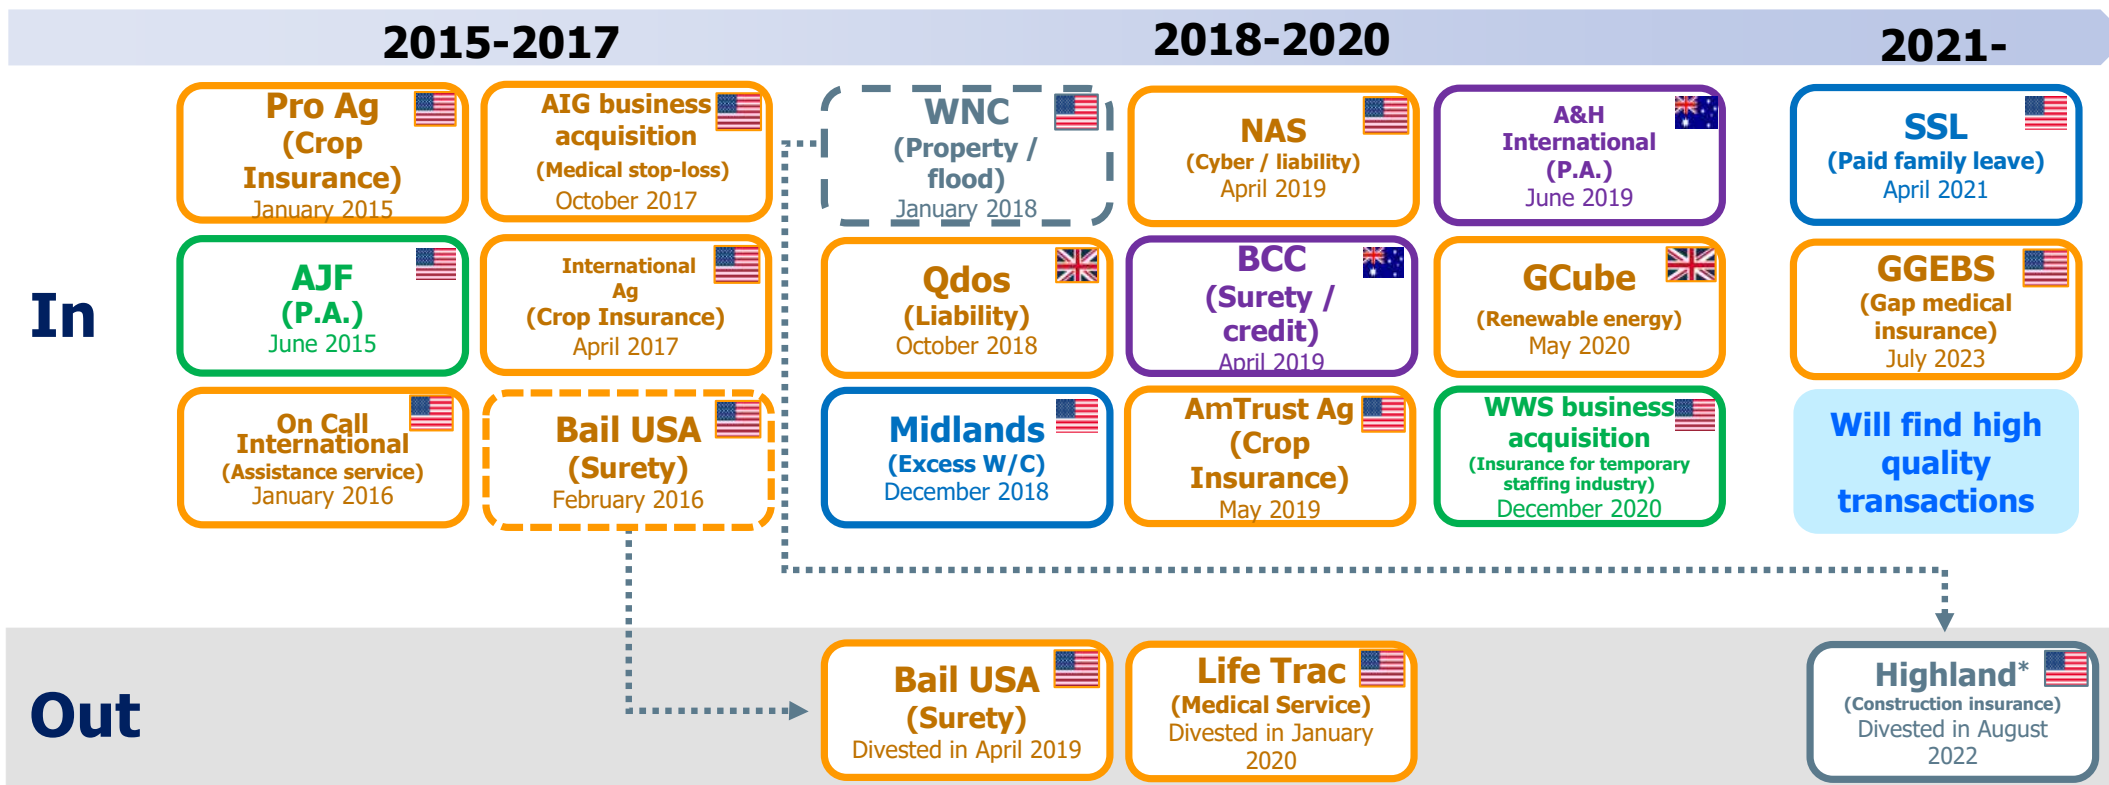 2015-2017
2018-2020
2021-
In
Pro Ag
(Crop
Insurance)
January 2015
AIG business
acquisition
(Medical stop-loss)
October 2017
WNC
(Property /
flood)
January 2018
NAS
(Cyber / liability)
April 2019
A&H
International
(P.A.)
June 2019
SSL
(Paid family leave)
April 2021
AJF
(P.A.)
June 2015
International
Ag
(Crop Insurance)
April 2017
Qdos
(Liability)
October 2018
BCC
(Surety /
credit)
April 2019
GCube
(Renewable energy)
May 2020
GGEBS
(Gap medical
insurance)
July 2023
On Call
International
(Assistance service)
January 2016
Bail USA
(Surety)
February 2016
Midlands
(Excess W/C)
December 2018
AmTrust Ag
(Crop
Insurance)
May 2019
WWS business
acquisition
(Insurance for temporary
staffing industry)
December 2020
Will find high
quality
transactions
Out
Bail USA
(Surety)
Divested in April 2019
Life Trac
(Medical Service)
Divested in January
2020
Highland*
(Construction insurance)
Divested in August
2022